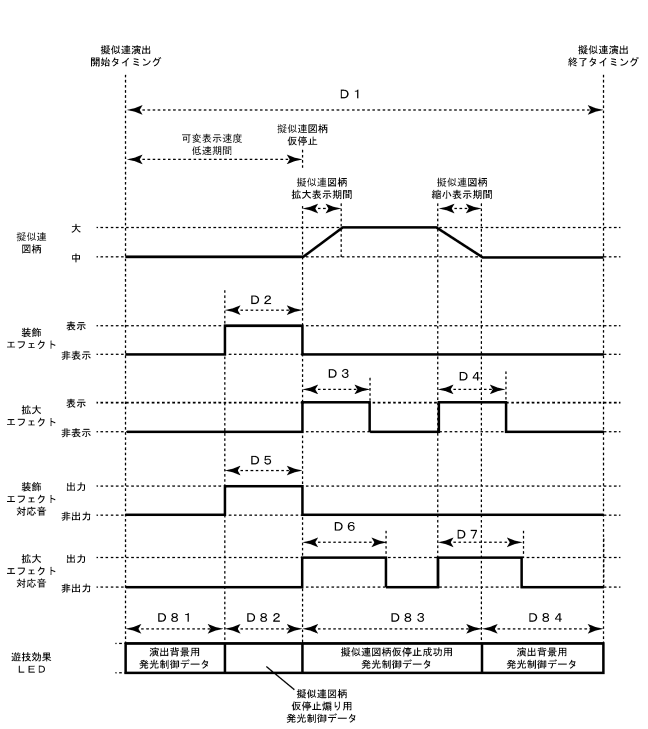 擬似連演出
開始タイミング
擬似連演出
終了タイミング
D1
可変表示速度
低速期間
擬似連図柄
仮停止
擬似連図柄
拡大表示期間
擬似連図柄
縮小表示期間
擬似連
図柄
大
中
D2
装飾
エフェクト
表示
非表示
D3
D4
拡大
エフェクト
表示
非表示
D5
装飾
エフェクト
対応音
出力
非出力
D6
D7
拡大
エフェクト
対応音
出力
非出力
D81
D82
D83
D84
遊技効果
LED
演出背景用
発光制御データ
擬似連図柄仮停止成功用
発光制御データ
演出背景用
発光制御データ
擬似連図柄
仮停止煽り用
発光制御データ